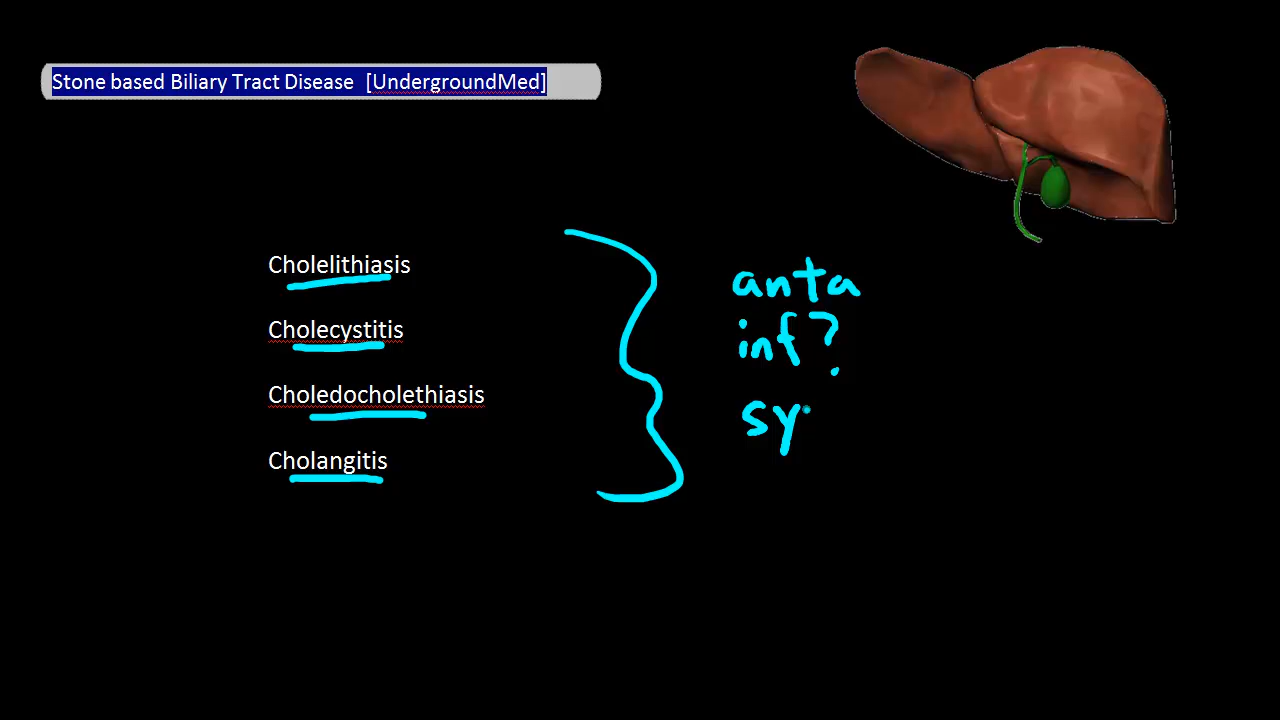 Stone based Biliary Tract Disease [UndergroundMed]
Cholelithiasis
Cholecystitis
Choledocholethiasis
Cholangitis
anta
inf?
sy